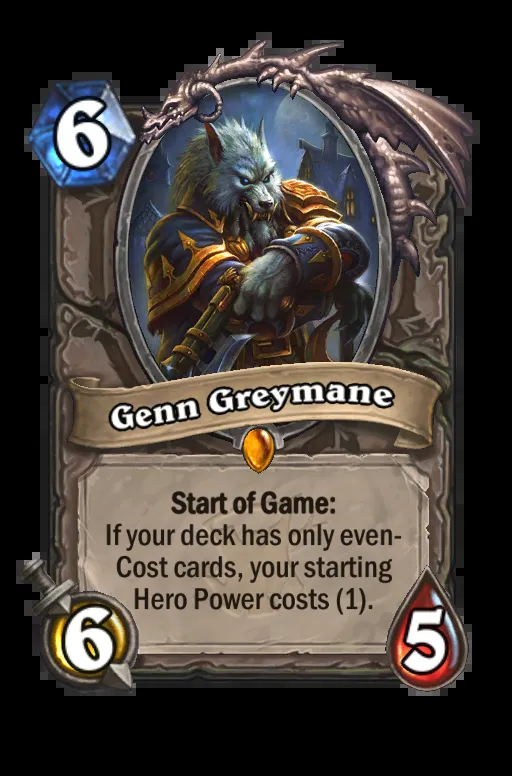 6
Genn Greymane
Start of Game:
If your deck has only even-
Cost cards, your starting
Hero Power costs (1).
6
5